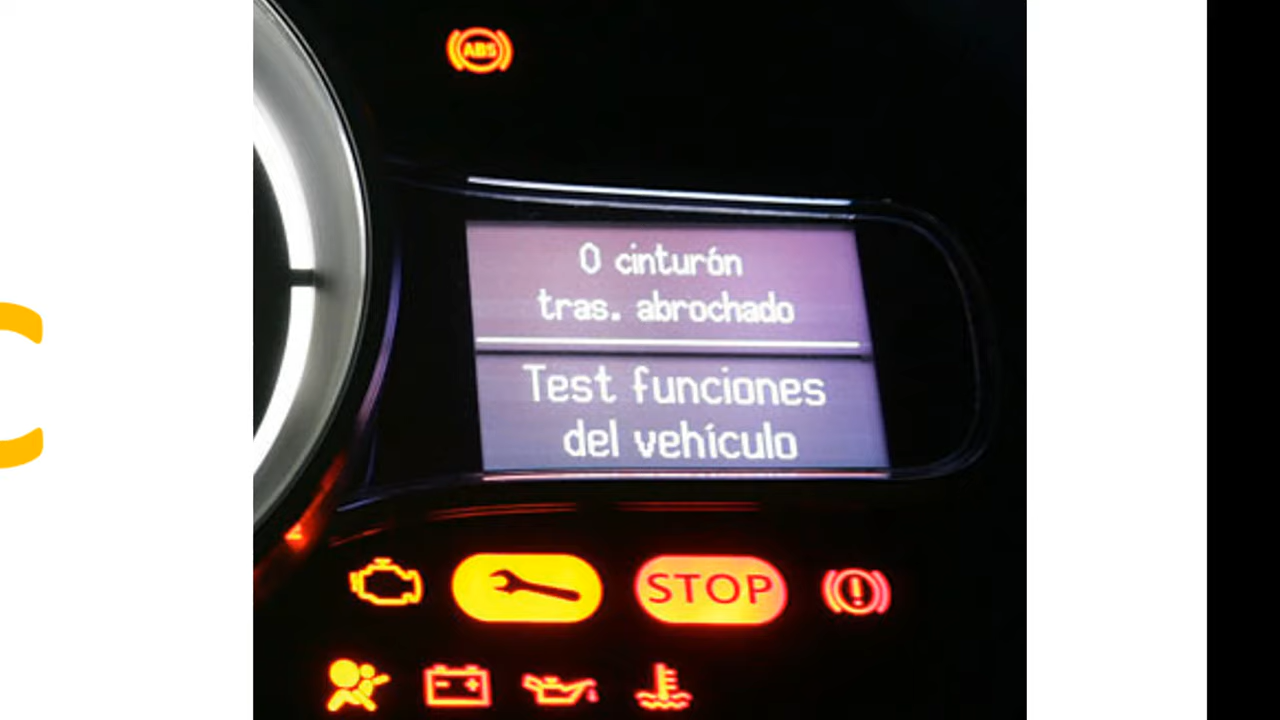 ABS
0 cinturón
tras. abrochado
Test funciones
del vehículo
STOP